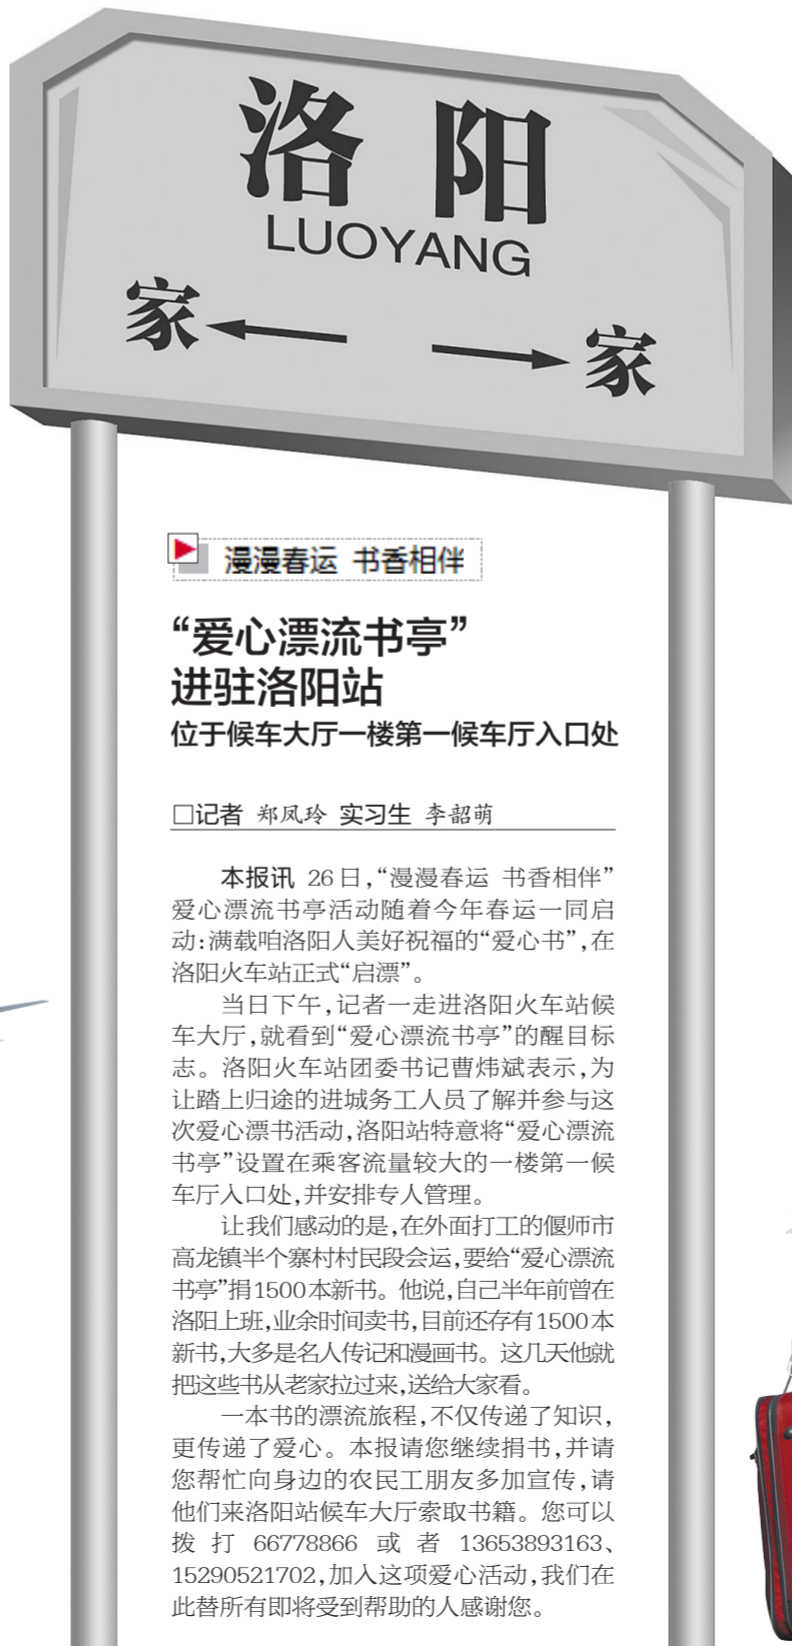 洛阳
LUOYANG
家 家
漫漫春运 书香相伴
“爱心漂流书亭”
进驻洛阳站
位于候车大厅一楼第一候车厅入口处
□记者 郑凤玲 实习生 李韶萌
本报讯 26日，“漫漫春运 书香相伴”
爱心漂流书亭活动随着今年春运一同启
动：满载咱洛阳人美好祝福的“爱心书”，在
洛阳火车站正式“启漂”。
当日下午，记者一走进洛阳火车站候
车大厅，就看到“爱心漂流书亭”的醒目标
志。洛阳火车站团委书记曹炜斌表示，为
让踏上归途的进城务工人员了解并参与这
次爱心漂书活动，洛阳站特意将“爱心漂流
书亭”设置在乘客流量较大的一楼第一候
车厅入口处，并安排专人管理。
让我们感动的是，在外面打工的偃师市
高龙镇半个寨村村民段会运，要给“爱心漂流
书亭”捐1500本新书。他说，自己半年前曾在
洛阳上班，业余时间卖书，目前还存有1500本
新书，大多是名人传记和漫画书。这几天他就
把这些书从老家拉过来，送给大家看。
一本书的漂流旅程，不仅传递了知识，
更传递了爱心。本报请您继续捐书，并请
您帮忙向身边的农民工朋友多加宣传，请
他们来洛阳站候车大厅索取书籍。您可以
拨打 66778866 或者 13653893163、
15290521702，加入这项爱心活动，我们在
此替所有即将受到帮助的人感谢您。